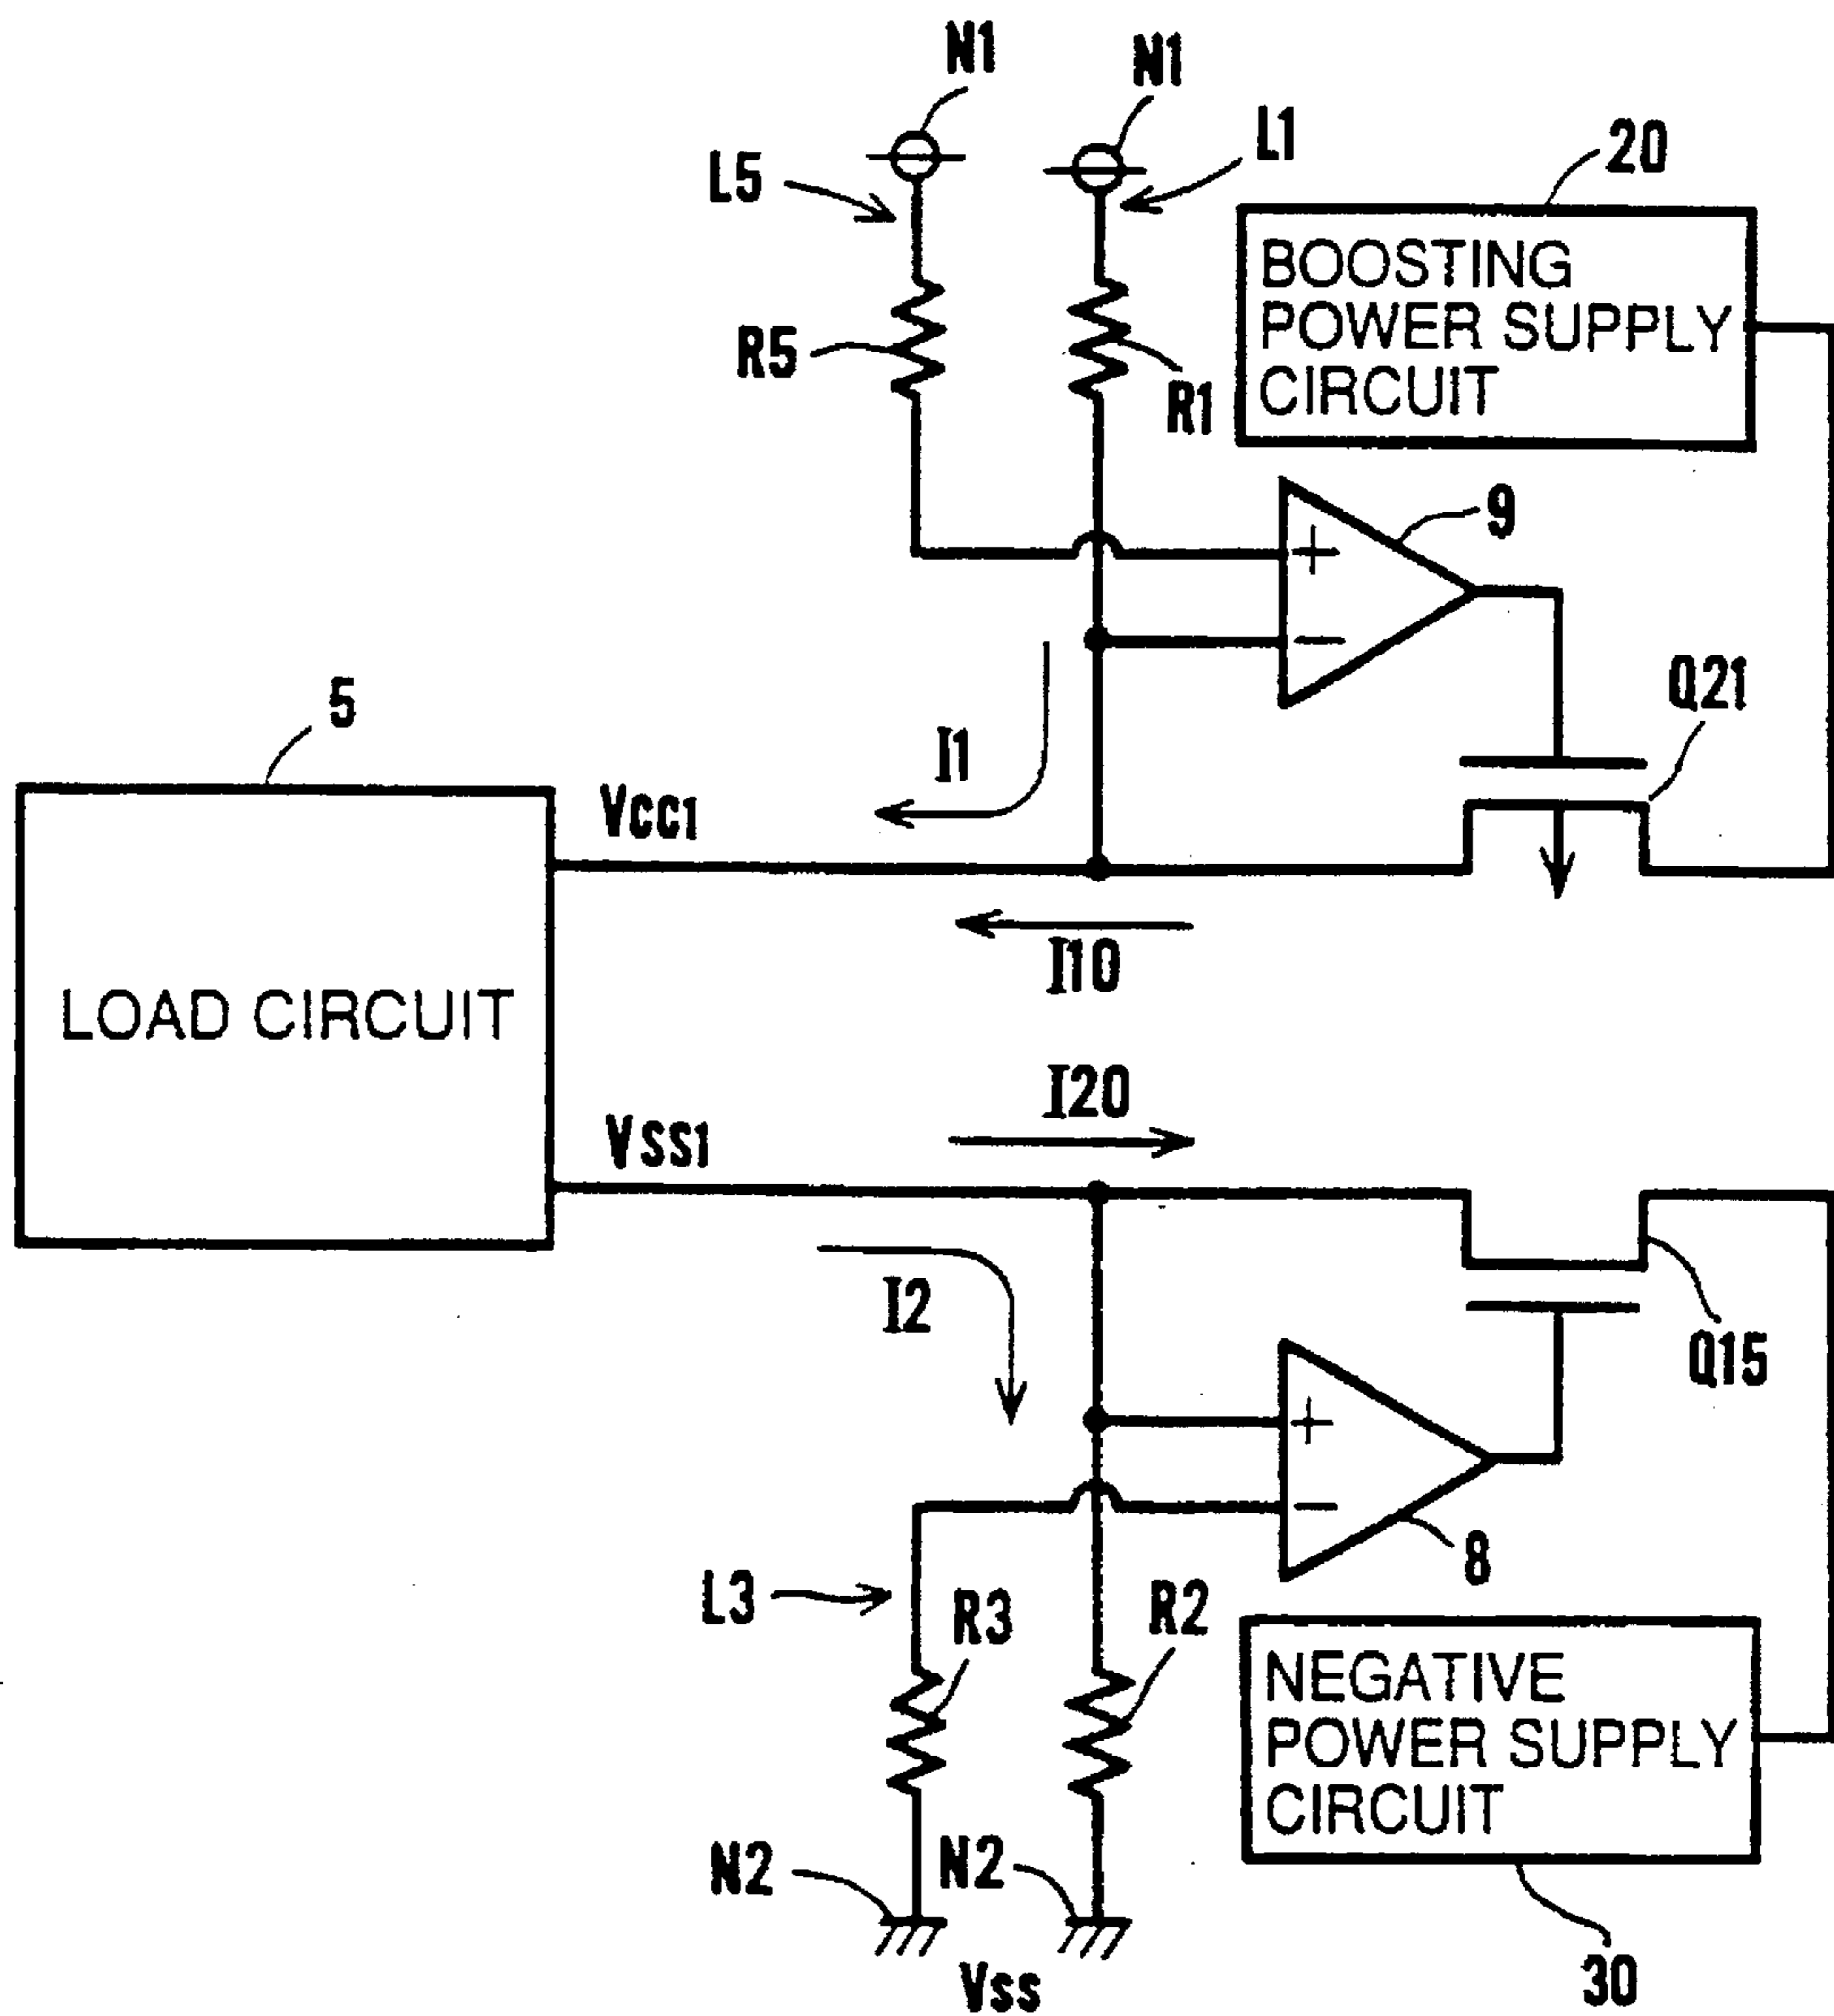 N1
N1
L5
L1
20
BOOSTING
POWER SUPPLY
CIRCUIT
R5
R1
+
9
−
5
I1
Q21
VCC1
I10
LOAD CIRCUIT
I20
VSS1
I2
Q15
+
−
8
L3
R3
R2
NEGATIVE
POWER SUPPLY
CIRCUIT
N2
N2
Vss
30